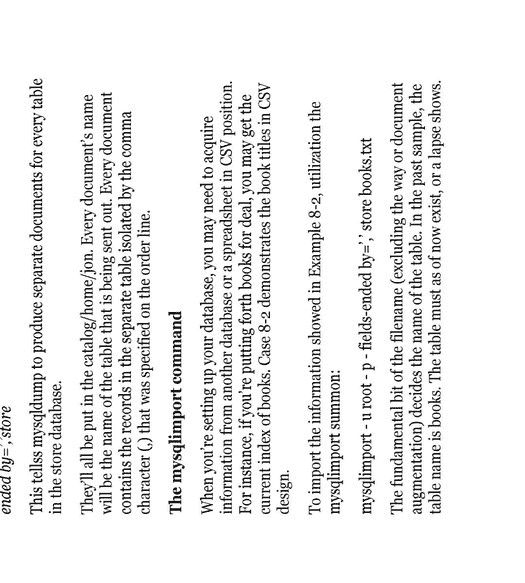 ended by=',' store
This tellss mysqldump to produce separate documents for every table
in the store database.
They'll all be put in the catalog/home/jon. Every document's name
will be the name of the table that is being sent out. Every document
contains the records in the separate table isolated by the comma
character (,) that was specified on the order line.
The mysqlimport command
When you're setting up your database, you may need to acquire
information from another database or a spreadsheet in CSV position.
For instance, if you're putting forth books for deal, you may get the
current index of books. Case 8-2 demonstrates the book titles in CSV
design.
To import the information showed in Example 8-2, utilization the
mysqlimport summon:
mysqlimport - u root - p - fields-ended by=',' store books.txt
The fundamental bit of the filename (excluding the way or document
augmentation) decides the name of the table. In the past sample, the
table name is books. The table must as of now exist, or a lapse shows.